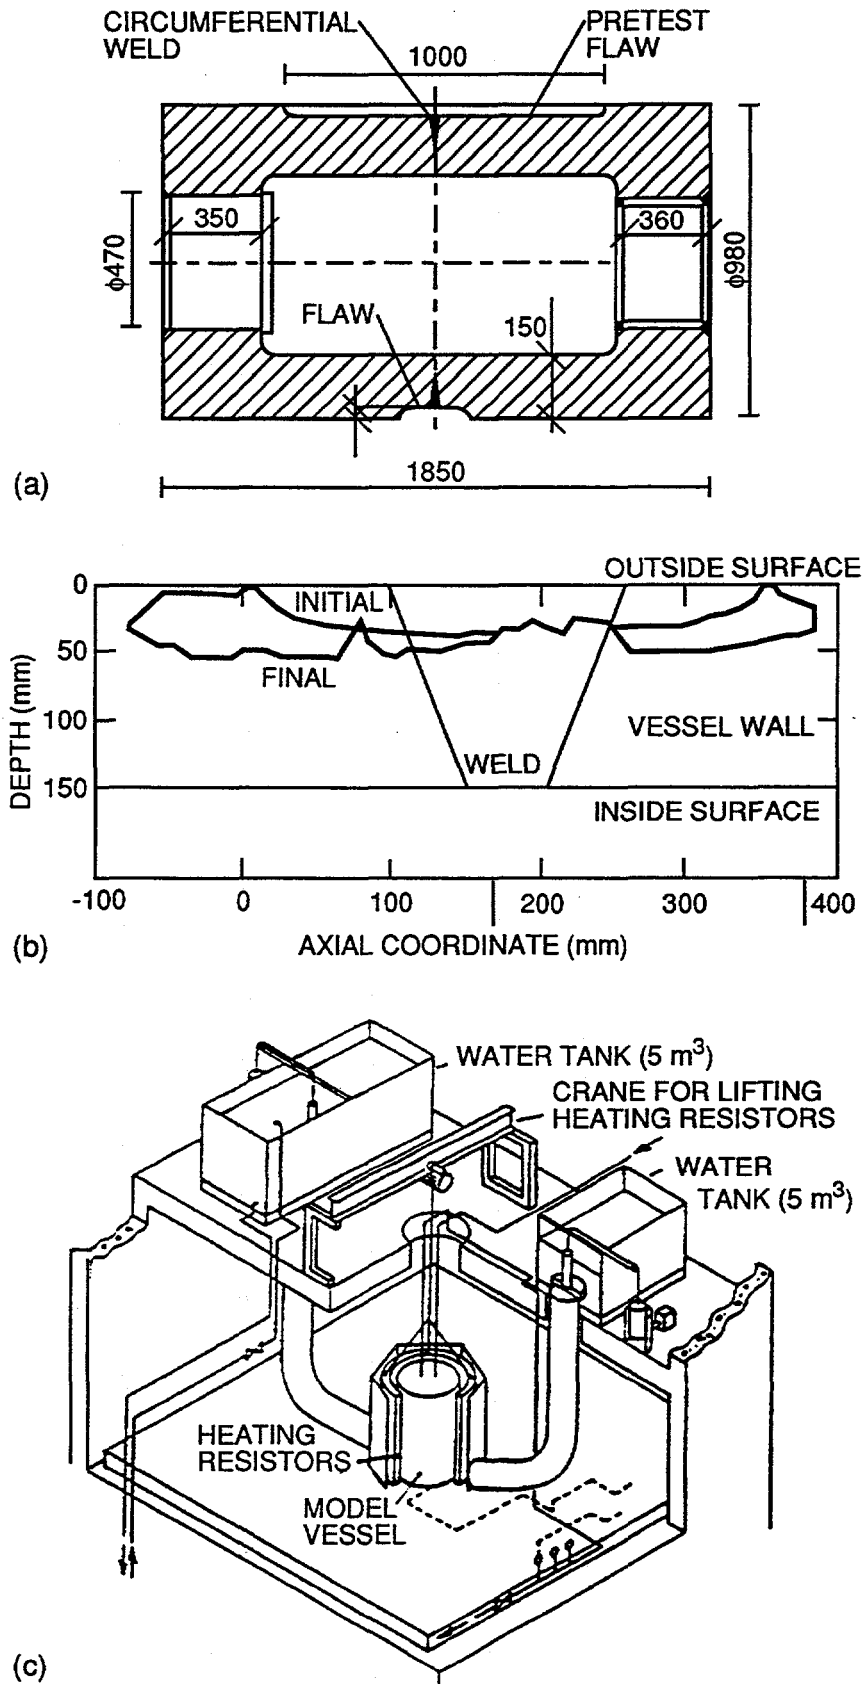 CIRCUMFERENTIAL
WELD
PRETEST
FLAW
1000
350
360
ϕ470
ϕ980
FLAW
150
1850
(a)
0
50
100
150
DEPTH (mm)
OUTSIDE SURFACE
INITIAL
FINAL
VESSEL WALL
WELD
INSIDE SURFACE
-100
0
100
200
300
400
AXIAL COORDINATE (mm)
(b)
WATER TANK (5 m³)
CRANE FOR LIFTING
HEATING RESISTORS
WATER
TANK (5 m³)
HEATING
RESISTORS
MODEL
VESSEL
(c)